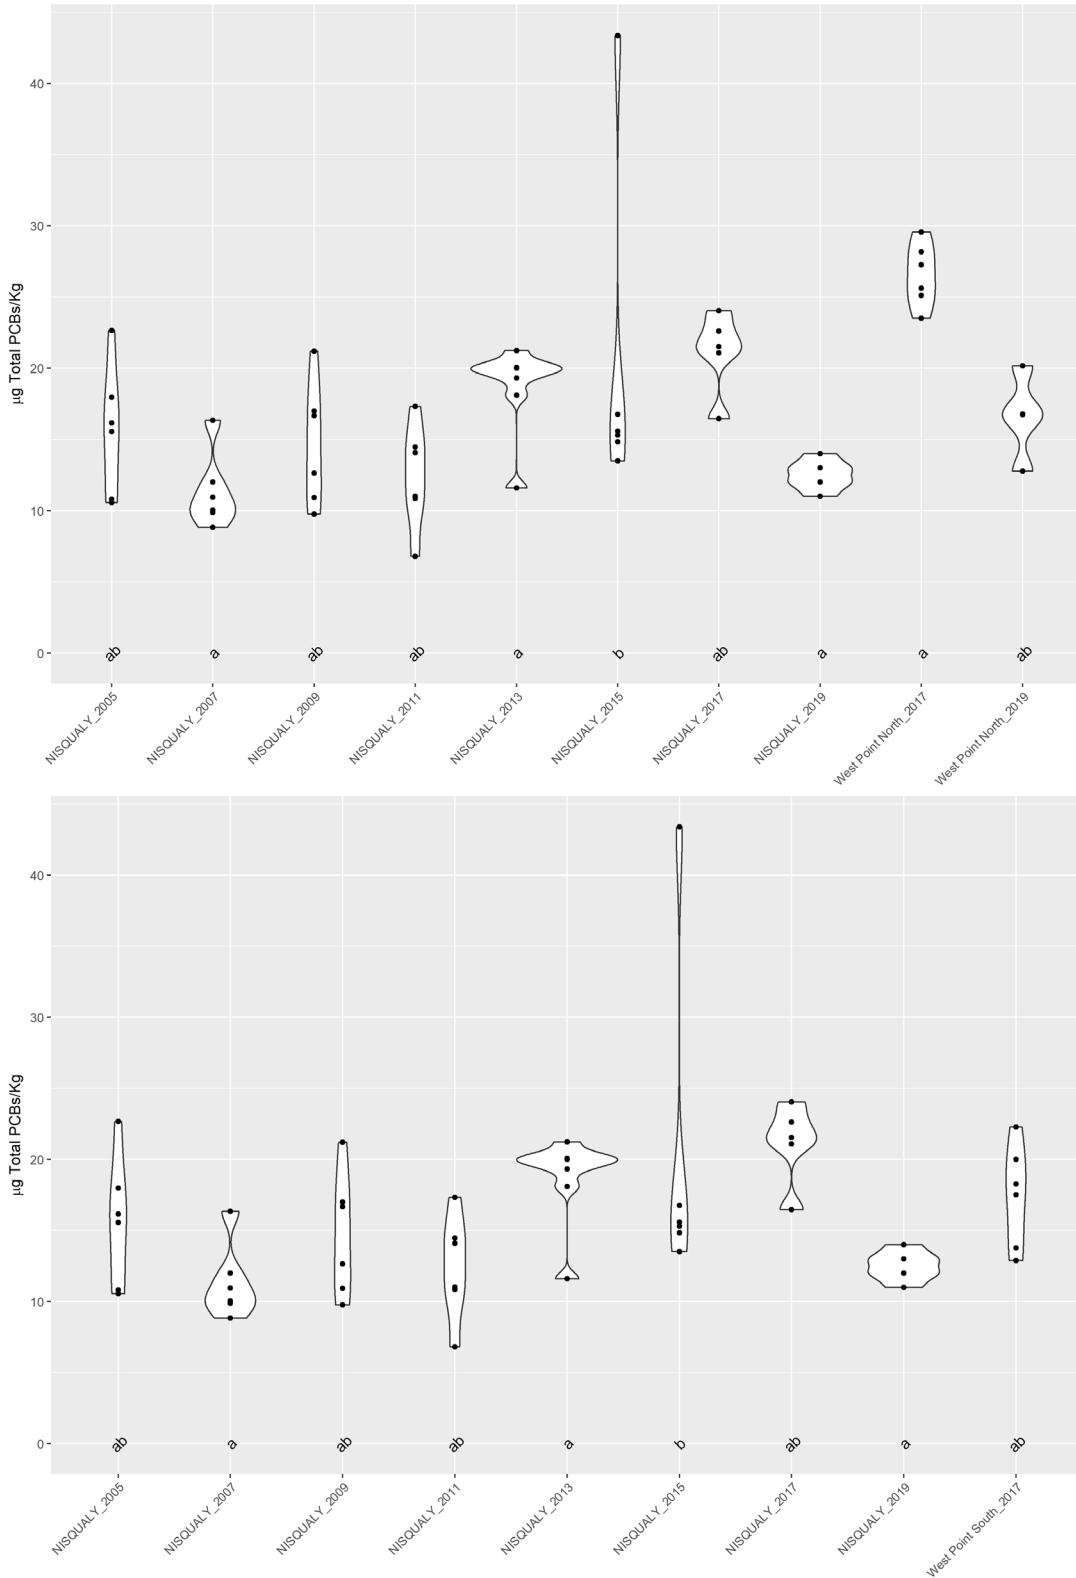 40
30
20
10
0
μg Total PCBs/Kg
ab a ab ab a b ab a a ab
NISQUALY_2005
NISQUALY_2007
NISQUALY_2009
NISQUALY_2011
NISQUALY_2013
NISQUALY_2015
NISQUALY_2017
NISQUALY_2019
West Point North_2017
West Point North_2019
40
30
20
10
0
μg Total PCBs/Kg
ab a ab ab a b ab a ab
NISQUALY_2005
NISQUALY_2007
NISQUALY_2009
NISQUALY_2011
NISQUALY_2013
NISQUALY_2015
NISQUALY_2017
NISQUALY_2019
West Point South_2017